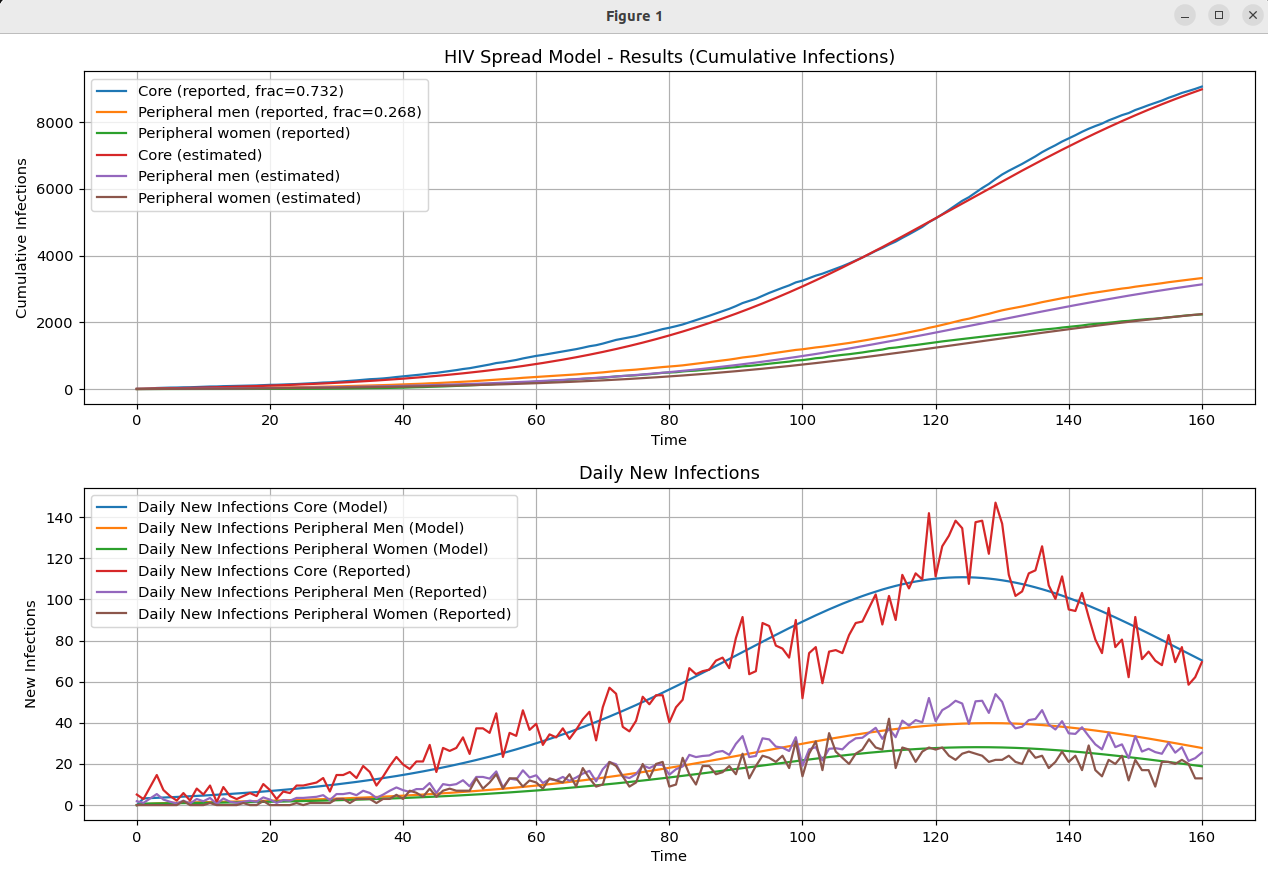 Figure 1
HIV Spread Model - Results (Cumulative Infections)
Core (reported, frac=0.732)
Peripheral men (reported, frac=0.268)
Peripheral women (reported)
Core (estimated)
Peripheral men (estimated)
Peripheral women (estimated)
Cumulative Infections
8000
6000
4000
2000
0
0 20 40 60 80 100 120 140 160
Time
Daily New Infections
Daily New Infections Core (Model)
Daily New Infections Peripheral Men (Model)
Daily New Infections Peripheral Women (Model)
Daily New Infections Core (Reported)
Daily New Infections Peripheral Men (Reported)
Daily New Infections Peripheral Women (Reported)
New Infections
140
120
100
80
60
40
20
0
0 20 40 60 80 100 120 140 160
Time